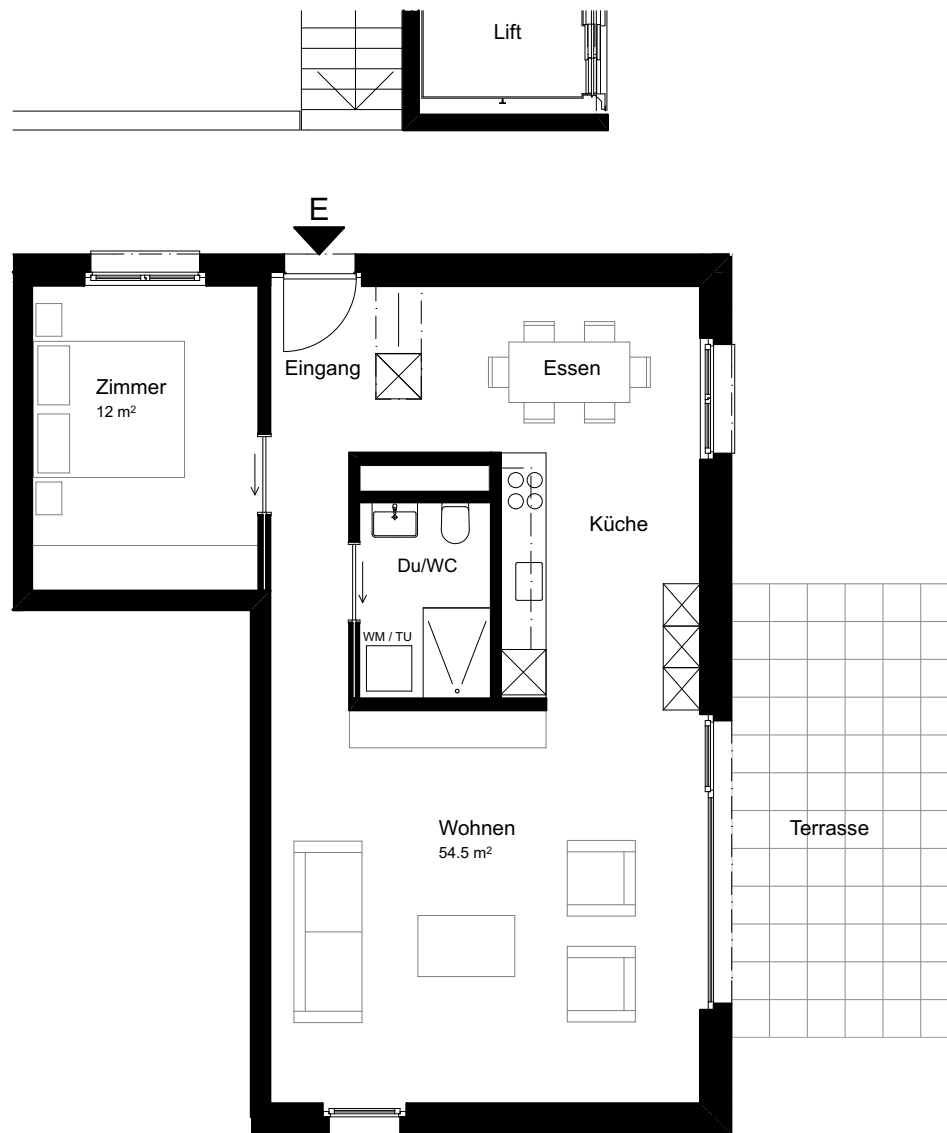 Lift
E
Eingang
Essen
Zimmer
12 m²
Küche
Du/WC
WM / TU
Wohnen
54.5 m²
Terrasse